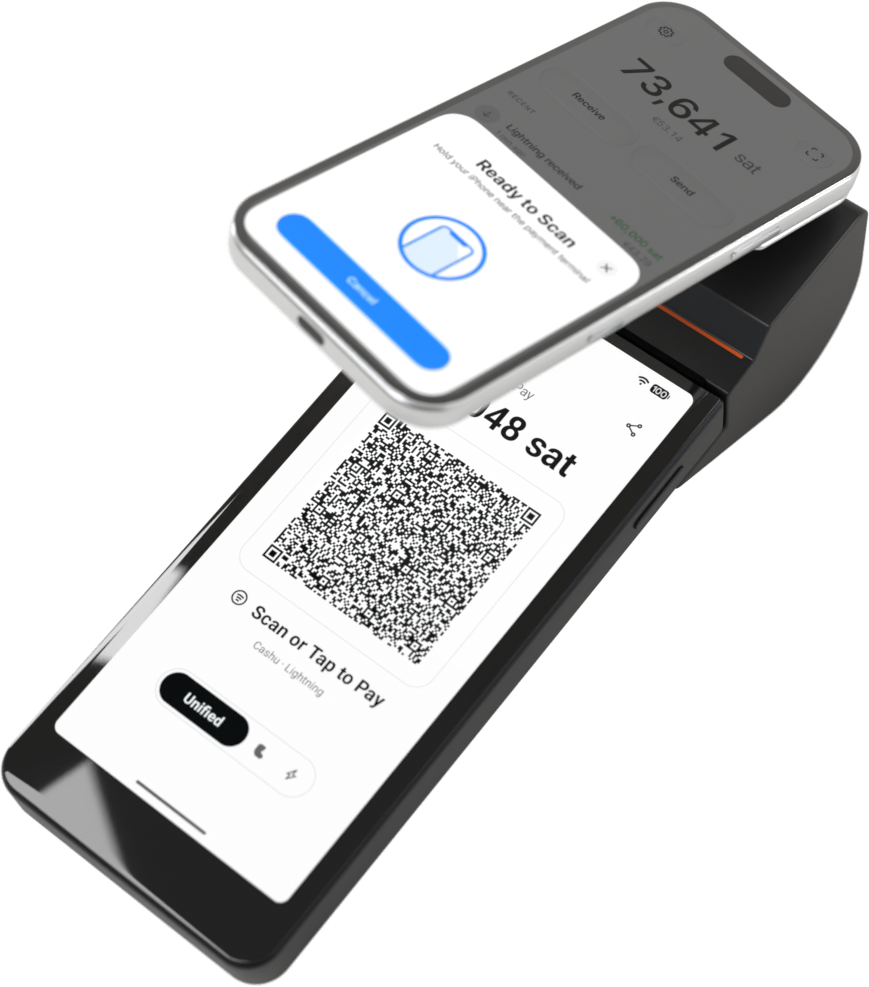 73,641 sat
€63.14
Receive
Send
RECENT
Lightning received
+60,000 sat
Ready to Scan
Hold your iPhone near the payment terminal
Cancel
100
Pay
048 sat
Scan or Tap to Pay
Cashu · Lightning
Unified